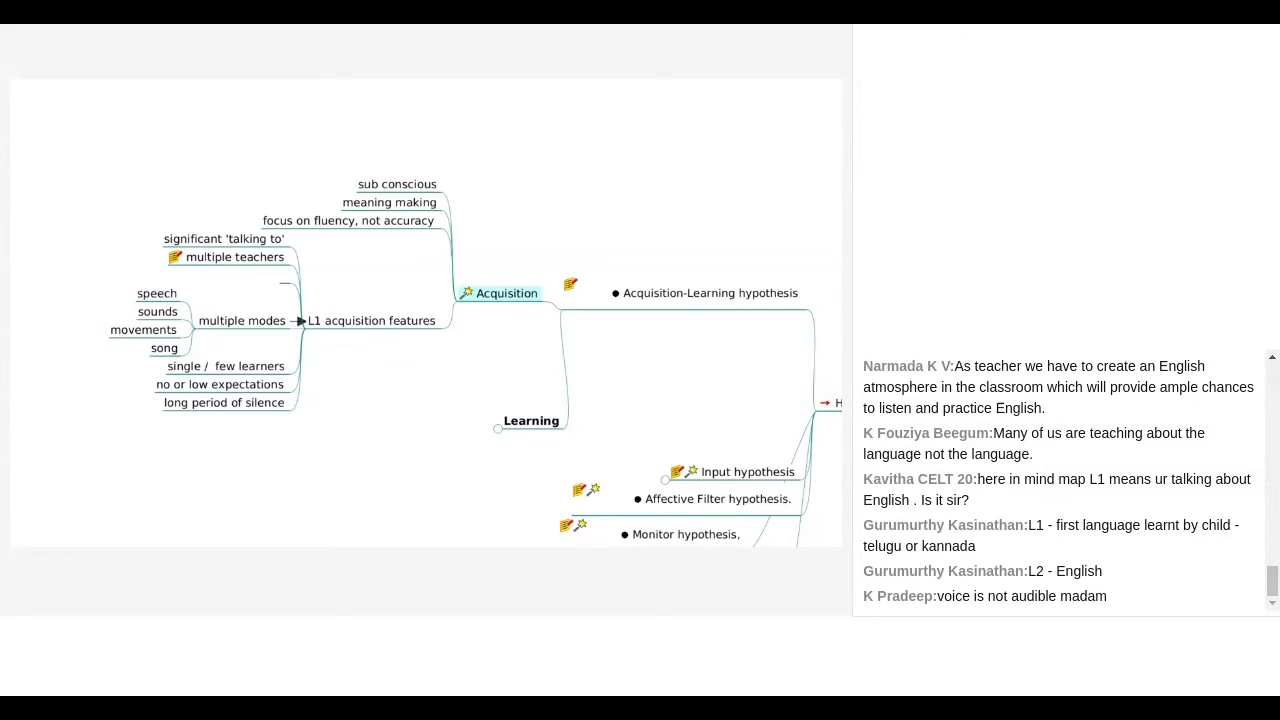 sub conscious
meaning making
focus on fluency, not accuracy
significant 'talking to'
multiple teachers
speech
sounds
movements
song
multiple modes
L1 acquisition features
single / few learners
no or low expectations
long period of silence
Acquisition
Acquisition-Learning hypothesis
Learning
H
Input hypothesis
Affective Filter hypothesis.
Monitor hypothesis,
Narmada K V:As teacher we have to create an English
atmosphere in the classroom which will provide ample chances
to listen and practice English.
K Fouziya Beegum:Many of us are teaching about the
language not the language.
Kavitha CELT 20:here in mind map L1 means ur talking about
English . Is it sir?
Gurumurthy Kasinathan:L1 - first language learnt by child -
telugu or kannada
Gurumurthy Kasinathan:L2 - English
K Pradeep:voice is not audible madam